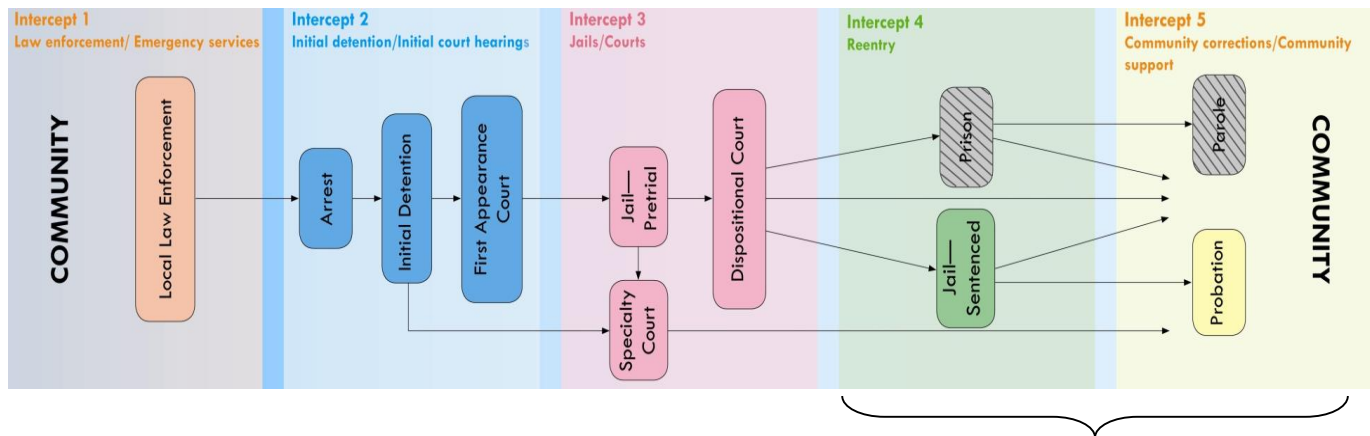 Intercept 1
Law enforcement/ Emergency services
Intercept 2
Initial detention/Initial court hearings
Intercept 3
Jails/Courts
Intercept 4
Reentry
Intercept 5
Community corrections/Community
support
COMMUNITY
Local Law Enforcement
Arrest
Initial Detention
First Appearance
Court
Jail—
Pretrial
Specialty
Court
Dispositional Court
Prison
Jail—
Sentenced
Parole
Probation
COMMUNITY